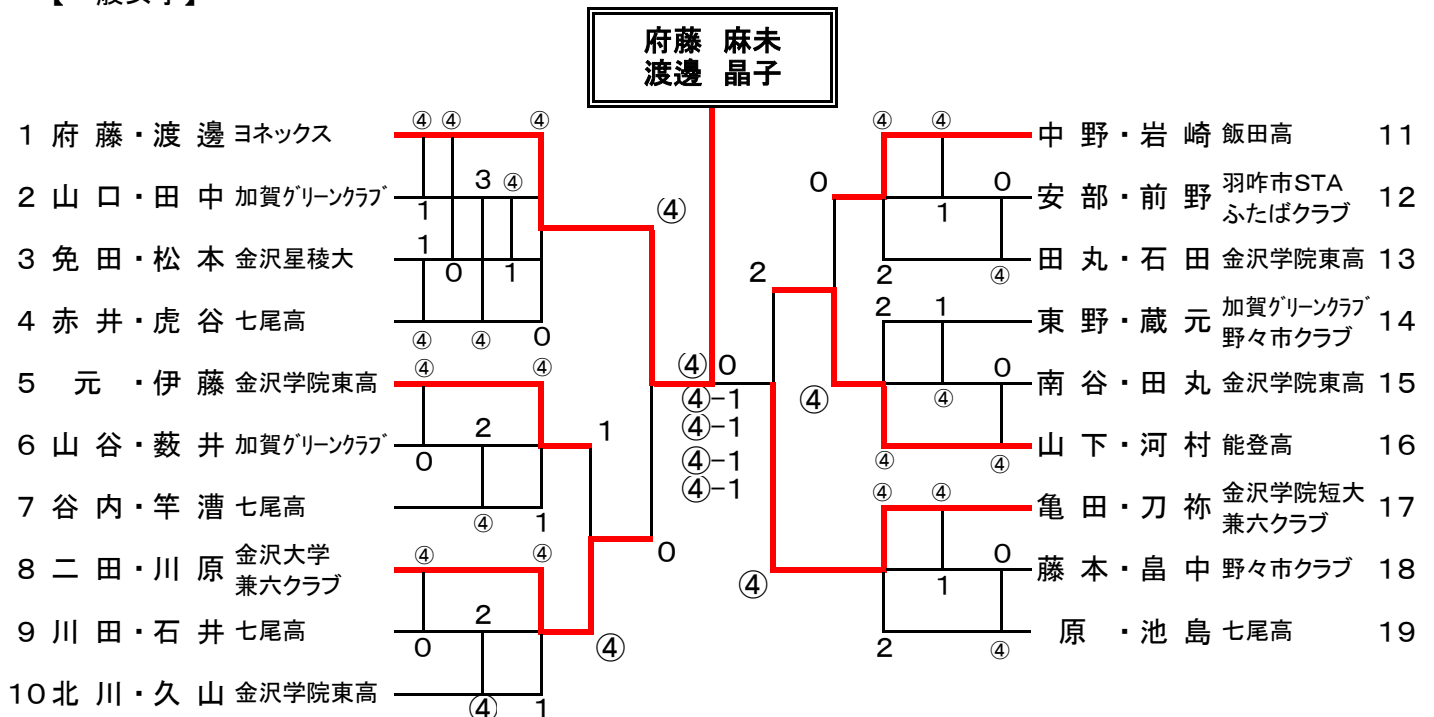 【一般女子】
府藤 麻未
渡邊 晶子
④ ④ ④
1 府藤・渡邊 ヨネックス
3 ④
2 山口・田中 加賀グリーンクラブ
1
1
3 免田・松本 金沢星稜大
0 1
4 赤井・虎谷 七尾高
④ ④ 0
④ ④
5 元・伊藤 金沢学院東高
2
6 山谷・薮井 加賀グリーンクラブ
0
7 谷内・竿漕 七尾高
④ 1
④ ④
8 二田・川原 金沢大学
兼六クラブ
2
9 川田・石井 七尾高
0
10 北川・久山 金沢学院東高
④ 1
④
1
④
0
④ 0
④-1
④-1
④-1
④-1
2
④
0
④
④ ④
中野・岩崎 飯田高 11
0
安部・前野 羽咋市STA
ふたばクラブ 12
1
田丸・石田 金沢学院東高 13
2 ④
2 1
東野・蔵元 加賀グリーンクラブ
野々市クラブ 14
0
南谷・田丸 金沢学院東高 15
④
山下・河村 能登高 16
④ ④
④ ④
亀田・刀祢 金沢学院短大
兼六クラブ 17
0
藤本・畠中 野々市クラブ 18
1
原・池島 七尾高 19
2 ④